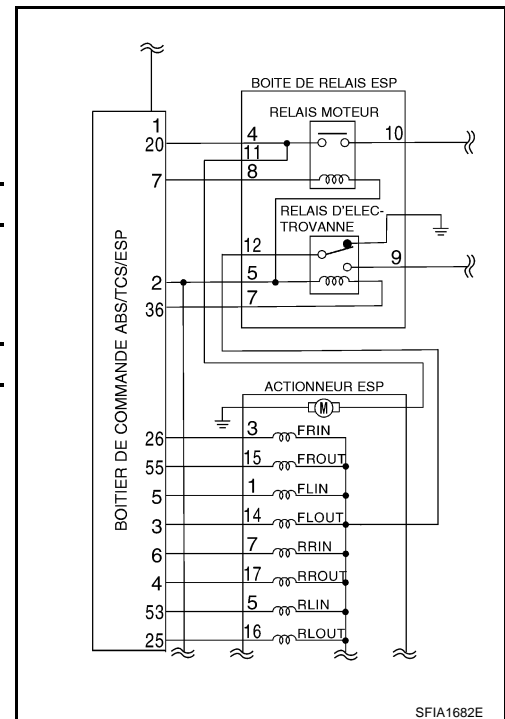 BOITE DE RELAIS ESP
RELAIS MOTEUR
1
20
4
10
11
7
8
RELAIS D'ELEC-
TROVANNE
12
9
2
5
36
7
BOITIER DE COMMANDE ABS/TCS/ESP
ACTIONNEUR ESP
M
26
3
FRIN
55
15
FROUT
5
1
FLIN
3
14
FLOUT
6
7
RRIN
4
17
RROUT
53
5
RLIN
25
16
RLOUT
SFIA1682E